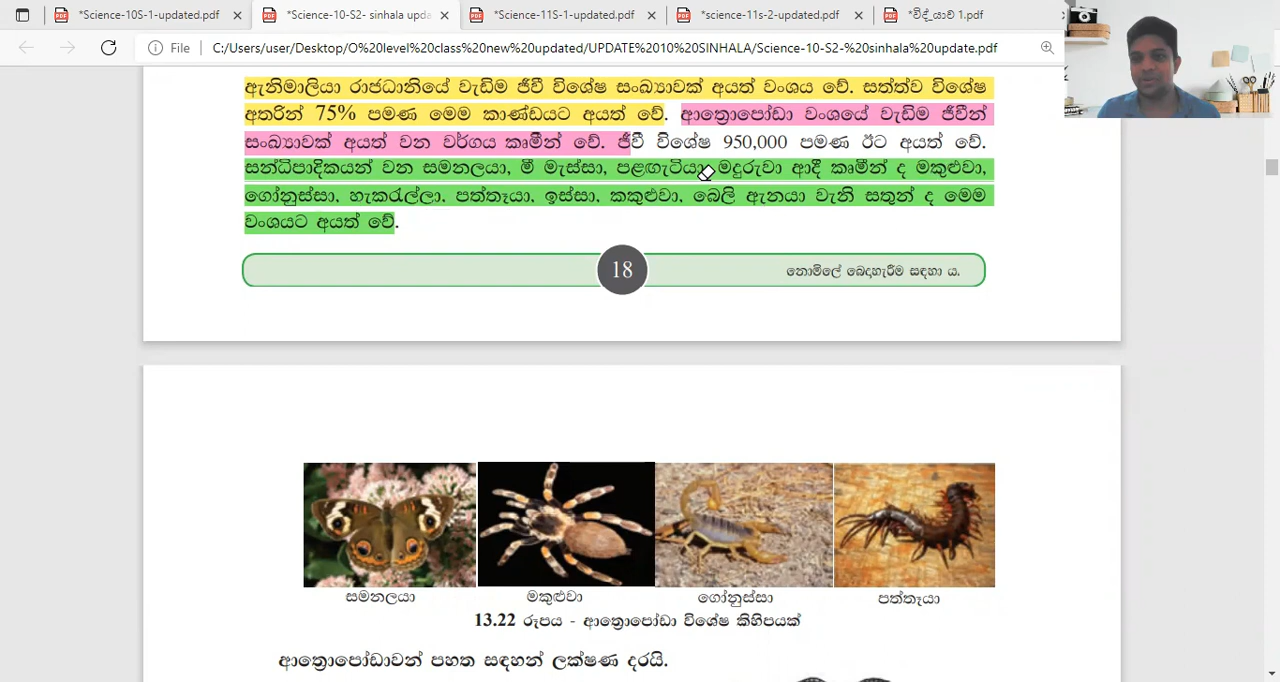 *Science-10S-1-updated.pdf
*Science-10-S2- sinhala upda
*Science-11S-1-updated.pdf
*science-11s-2-updated.pdf
*විද්‍යාව 1.pdf
File
C:/Users/user/Desktop/O%20level%20class%20new%20updated/UPDATE%2010%20SINHALA/Science-10-S2-%20sinhala%20update.pdf
ඇනිමාලියා රාජධානියේ වැඩිම ජීවී විශේෂ සංඛ්‍යාවක් අයත් වංශය වේ. සත්ත්ව විශේෂ
අතරින් 75% පමණ මෙම කාණ්ඩයට අයත් වේ. ආත්‍රොපෝඩා වංශයේ වැඩිම ජීවීන්
සංඛ්‍යාවක් අයත් වන වර්ගය කෘමීන් වේ. ජීවී විශේෂ 950,000 පමණ ඊට අයත් වේ.
සන්ධිපාදිකයන් වන සමනලයා, මී මැස්සා, පළඟැටියා, මදුරුවා ආදී කෘමීන් ද මකුළුවා,
ගෝනුස්සා, හැකරැල්ලා, පත්තෑයා, ඉස්සා, කකුළුවා, බෙලි ඇනයා වැනි සතුන් ද මෙම
වංශයට අයත් වේ.
18
නොමිලේ බෙදාහැරීම සඳහා ය.
සමනලයා
මකුළුවා
ගෝනුස්සා
පත්තෑයා
13.22 රූපය - ආත්‍රොපෝඩා විශේෂ කිහිපයක්
ආත්‍රොපෝඩාවන් පහත සඳහන් ලක්ෂණ දරයි.